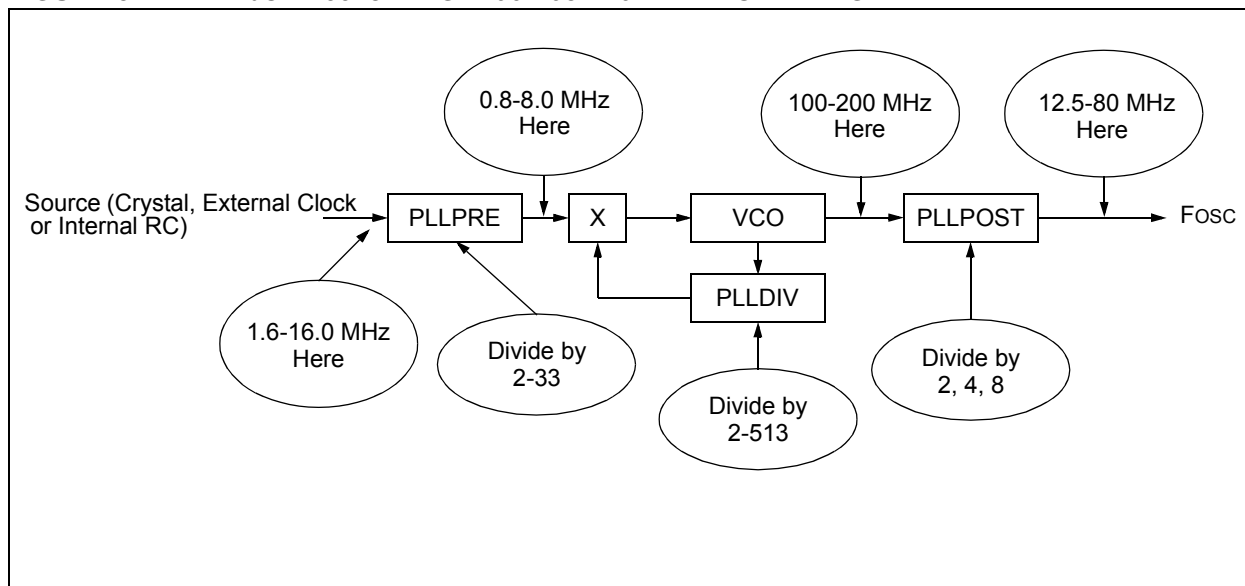 0.8-8.0 MHz
Here
100-200 MHz
Here
12.5-80 MHz
Here
Source (Crystal, External Clock
or Internal RC)
PLLPRE
X
VCO
PLLPOST
FOSC
PLLDIV
1.6-16.0 MHz
Here
Divide by
2-33
Divide by
2-513
Divide by
2, 4, 8